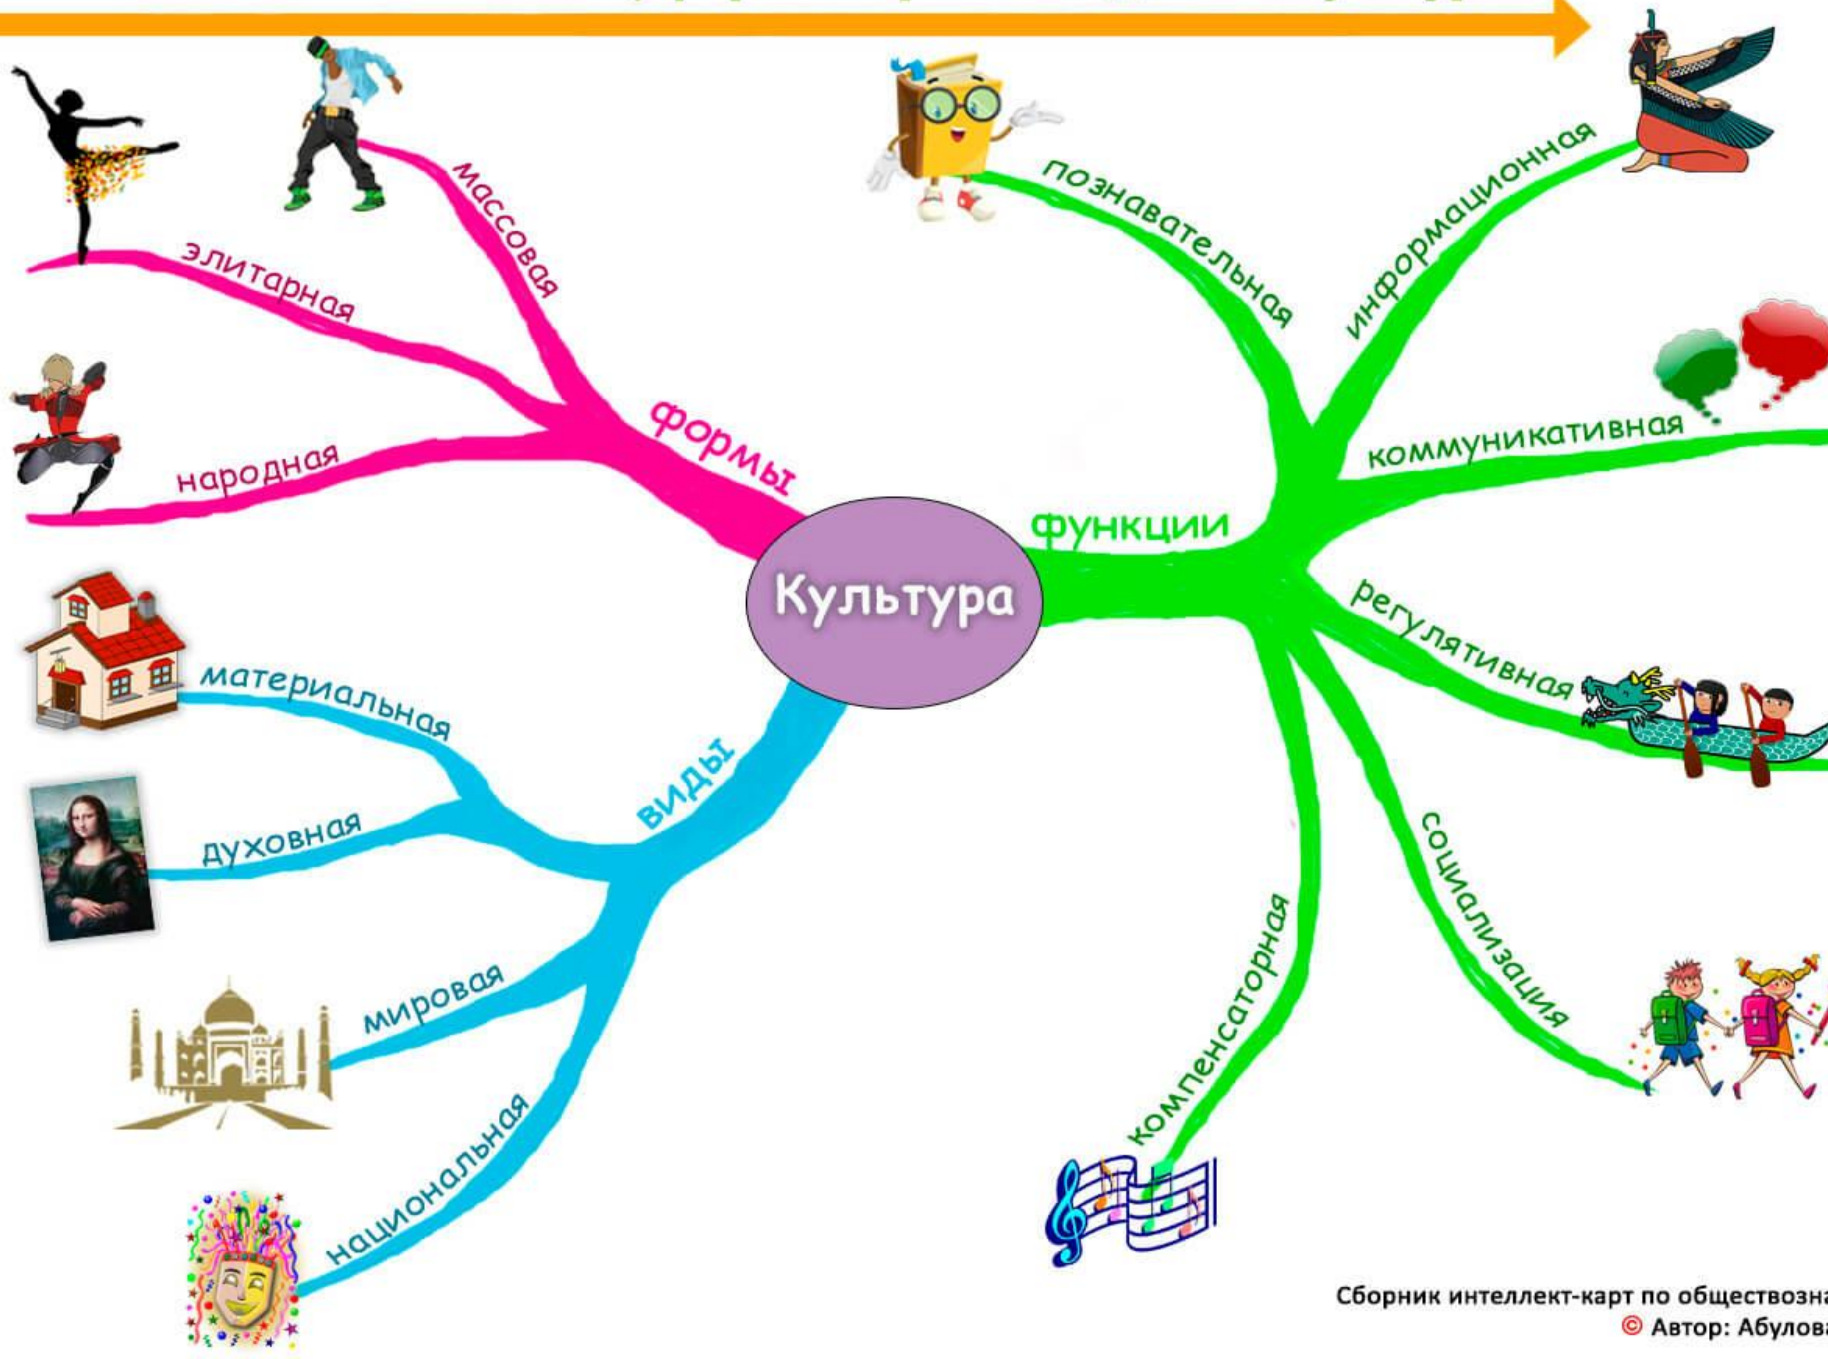 массовая
элитарная
народная
формы
познавательная
информационная
коммуникативная
функции
Культура
регулятивная
социализация
компенсаторная
материальная
духовная
виды
мировая
национальная
Сборник интеллект-карт по обществозна
© Автор: Абулова